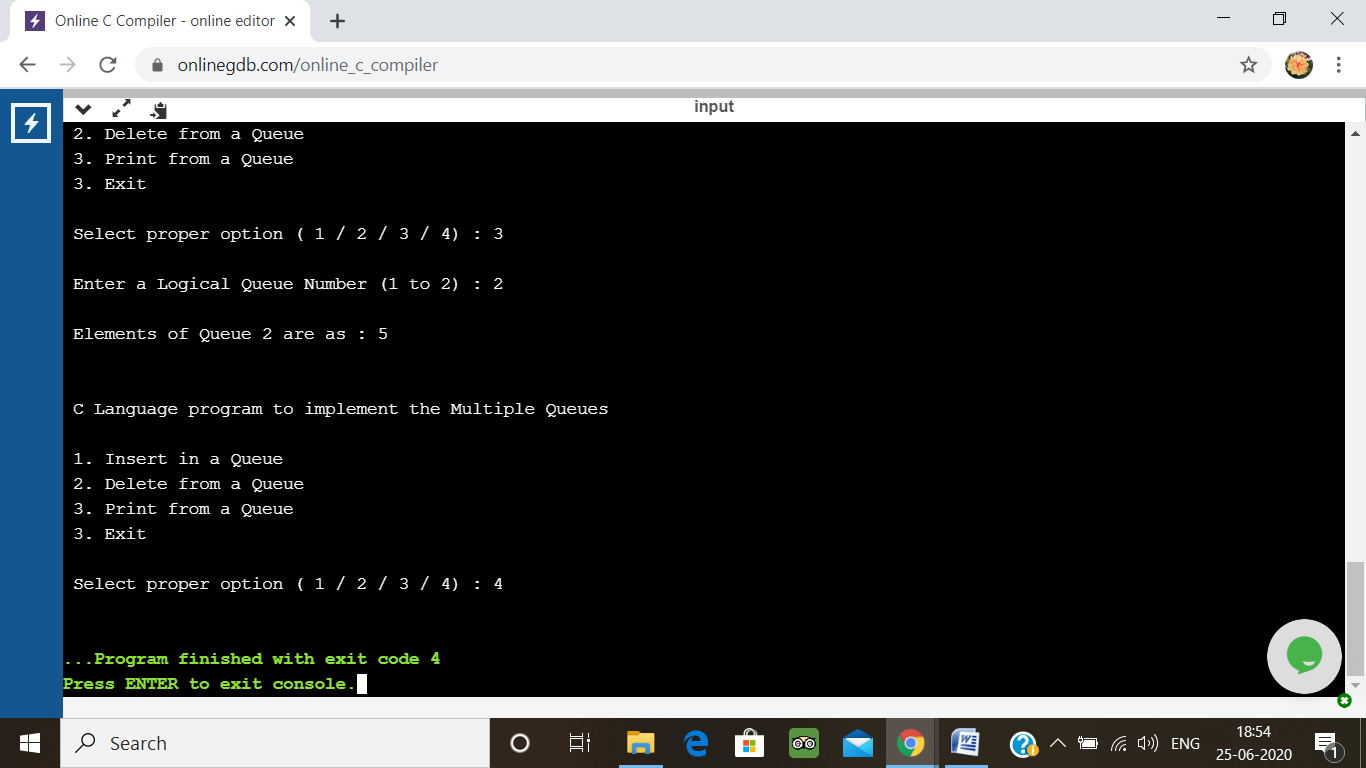 Online C Compiler - online editor
onlinegdb.com/online_c_compiler
input
2. Delete from a Queue
3. Print from a Queue
3. Exit
Select proper option ( 1 / 2 / 3 / 4) : 3
Enter a Logical Queue Number (1 to 2) : 2
Elements of Queue 2 are as : 5
C Language program to implement the Multiple Queues
1. Insert in a Queue
2. Delete from a Queue
3. Print from a Queue
3. Exit
Select proper option ( 1 / 2 / 3 / 4) : 4
...Program finished with exit code 4
Press ENTER to exit console.
Search
ENG
18:54
25-06-2020
1